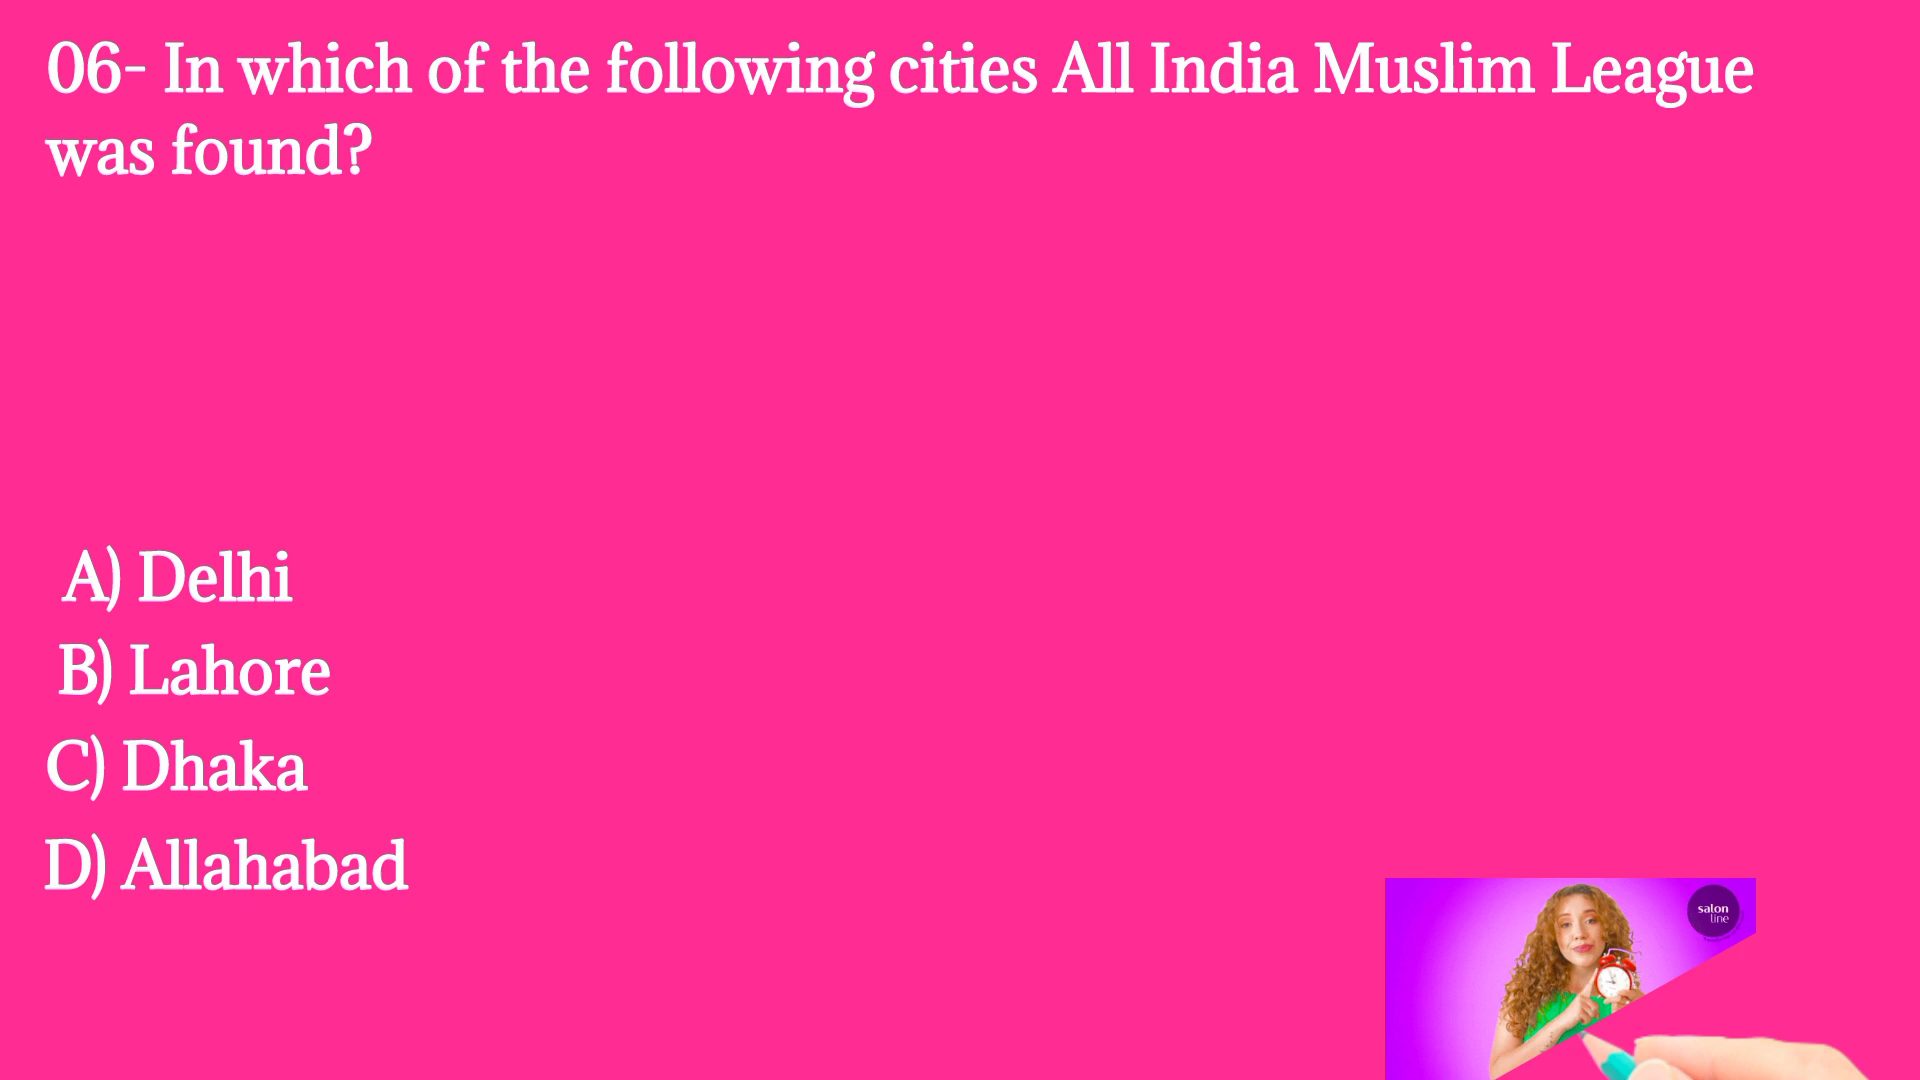 06- In which of the following cities All India Muslim League
was found?
A) Delhi
B) Lahore
C) Dhaka
D) Allahabad
salon
line